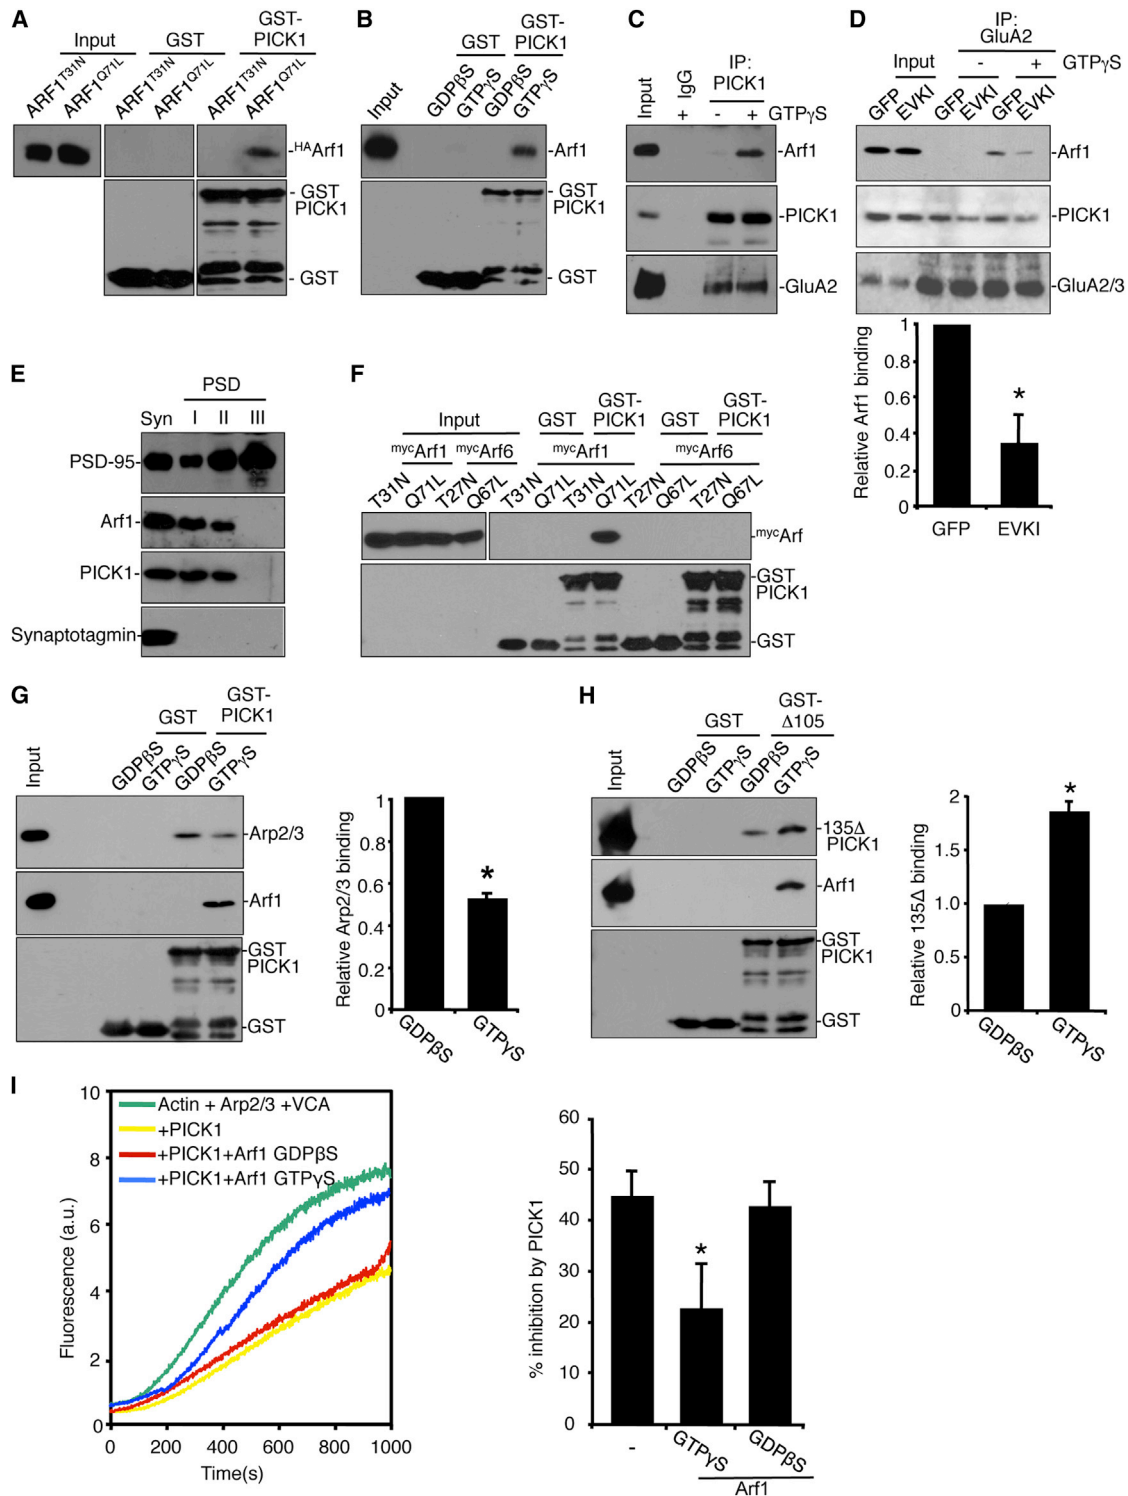 A
Input
GST
GST-
PICK1
ARF1T31N
ARF1Q71L
ARF1T31N
ARF1Q71L
ARF1T31N
ARF1Q71L
-HAArf1
- GST
PICK1
- GST
B
GST
GST-
PICK1
Input
GDPβS
GTPγS
GDPβS
GTPγS
-Arf1
- GST
PICK1
- GST
C
Input
IgG
IP:
PICK1
+ - + GTPγS
-Arf1
-PICK1
-GluA2
D
IP:
GluA2
Input - + GTPγS
GFP
EVKI
GFP
EVKI
GFP
EVKI
-Arf1
-PICK1
-GluA2/3
Relative Arf1 binding
1
0.8
0.6
0.4
0.2
0
*
GFP EVKI
E
PSD
Syn I II III
PSD-95-
Arf1-
PICK1-
Synaptotagmin-
F
Input
GST
GST-
PICK1
GST
GST-
PICK1
mycArf1 mycArf6 mycArf1 mycArf6
T31N
Q71L
T27N
Q67L
T31N
Q71L
T31N
Q71L
T27N
Q67L
T27N
Q67L
-mycArf
-GST
PICK1
-GST
G
Input
GST
GST-
PICK1
GDPβS
GTPγS
GDPβS
GTPγS
-Arp2/3
-Arf1
-GST
PICK1
-GST
Relative Arp2/3 binding
1
0.8
0.6
0.4
0.2
0
*
GDPβS
GTPγS
H
Input
GST
GST-
Δ105
GDPβS
GTPγS
GDPβS
GTPγS
-135Δ
PICK1
-Arf1
-GST
PICK1
-GST
Relative 135Δ binding
2
1.5
1.0
0.5
0
*
GDPβS
GTPγS
I
Fluorescence (a.u.)
10
8
6
4
2
0
Actin + Arp2/3 +VCA
+PICK1
+PICK1+Arf1 GDPβS
+PICK1+Arf1 GTPγS
0 200 400 600 800 1000
Time(s)
% inhibition by PICK1
60
50
40
30
20
10
0
*
-
GTPγS
GDPβS
Arf1